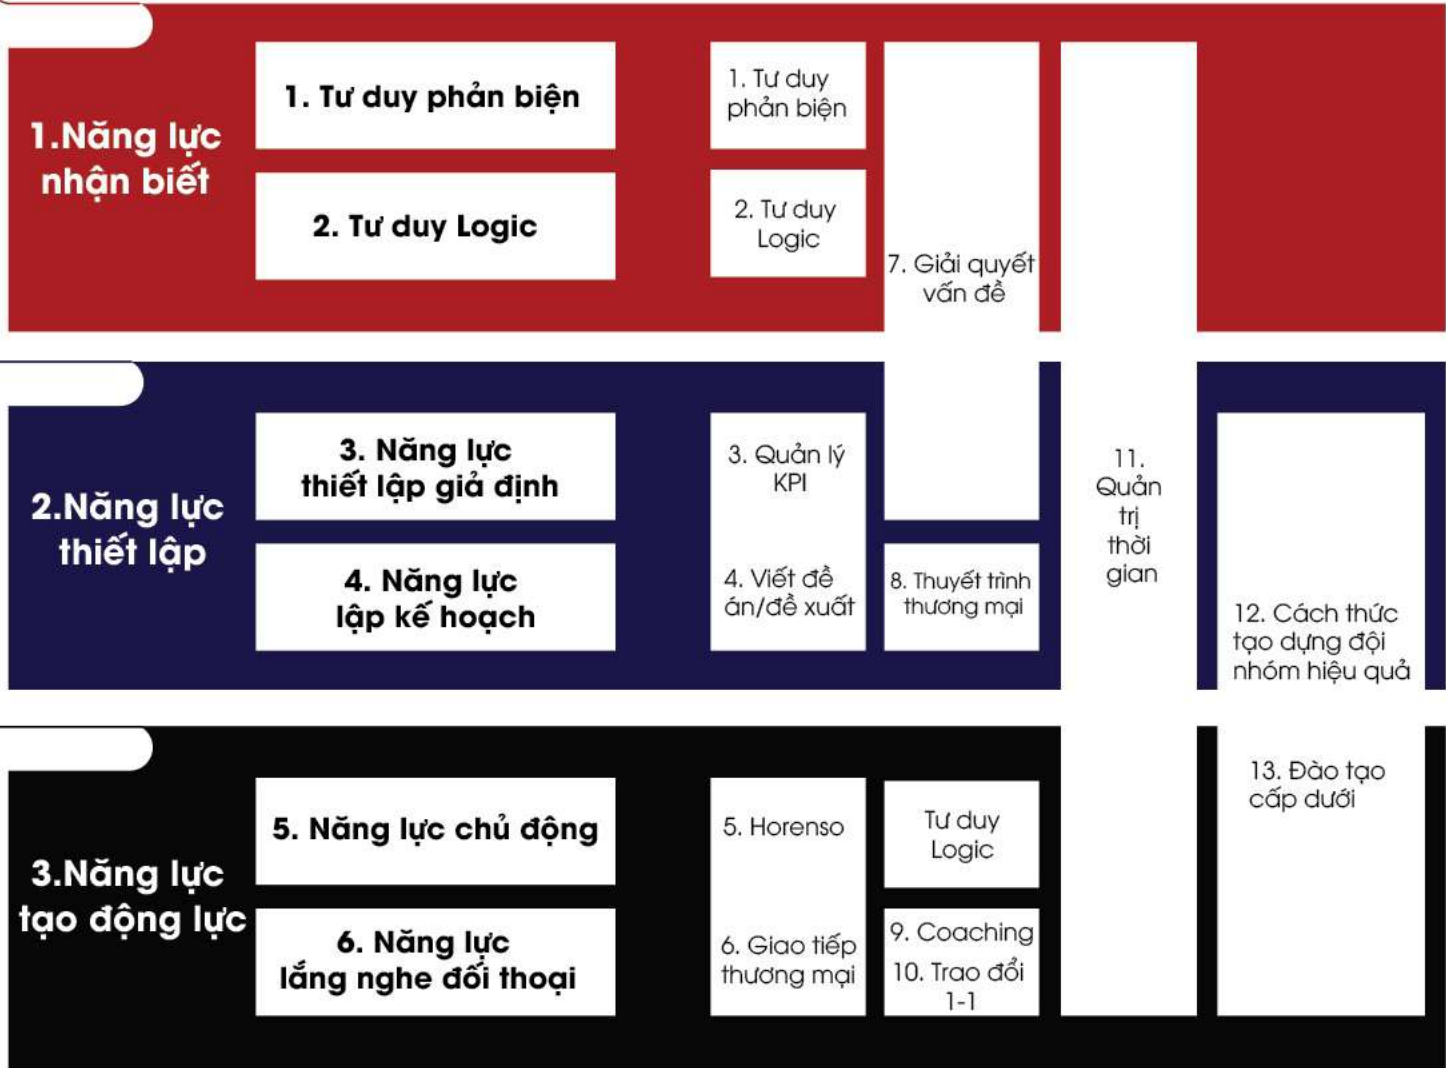 1.Năng lực
nhận biết
1. Tư duy phản biện
2. Tư duy Logic
1. Tư duy
phản biện
2. Tư duy
Logic
7. Giải quyết
vấn đề
2.Năng lực
thiết lập
3. Năng lực
thiết lập giả định
4. Năng lực
lập kế hoạch
3. Quản lý
KPI
4. Viết đề
án/đề xuất
8. Thuyết trình
thương mại
11.
Quản
trị
thời
gian
12. Cách thức
tạo dựng đội
nhóm hiệu quả
3.Năng lực
tạo động lực
5. Năng lực chủ động
6. Năng lực
lắng nghe đối thoại
5. Horenso
6. Giao tiếp
thương mại
Tư duy
Logic
9. Coaching
10. Trao đổi
1-1
13. Đào tạo
cấp dưới